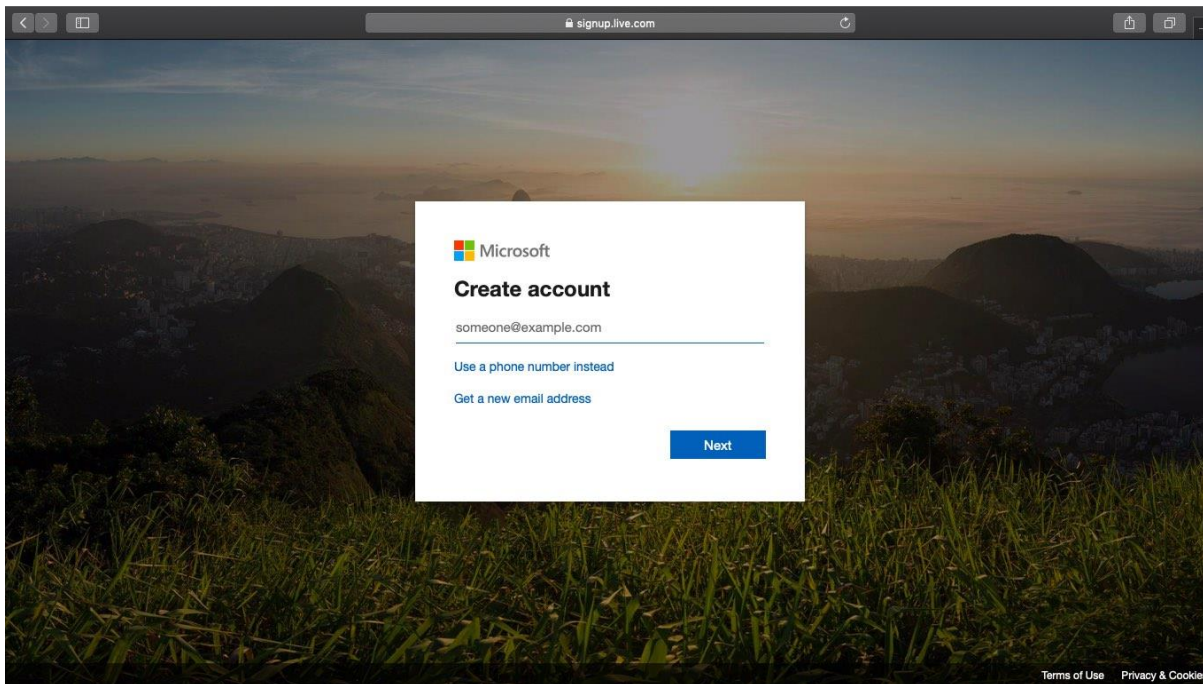 signup.live.com
Microsoft
Create account
someone@example.com
Use a phone number instead
Get a new email address
Next
Terms of Use Privacy & Cookie